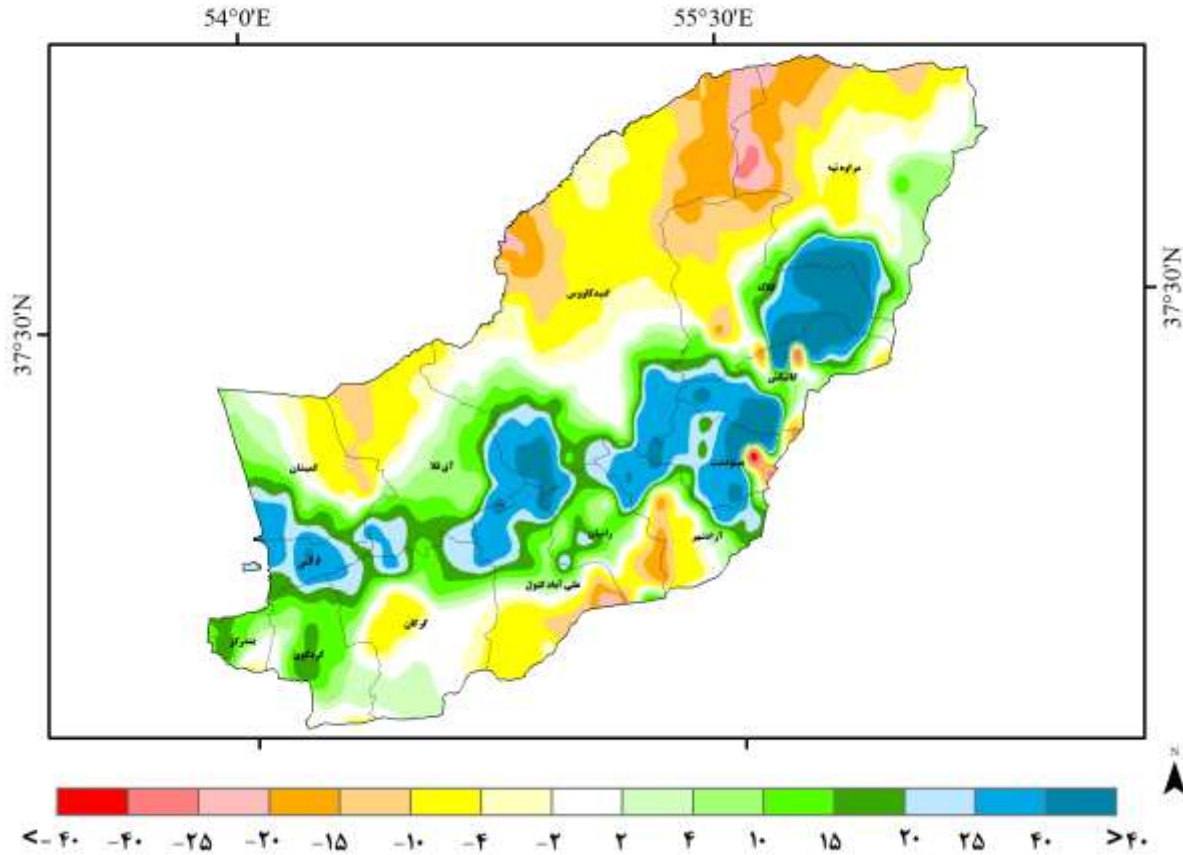 54°0'E
55°30'E
مراوه تپه
37°30'N
37°30'N
کلاله
گنبدکاووس
گالیکش
مینودشت
گمیشان
آق قلا
رامیان
آزادشهر
علی آباد کتول
گرگان
بندرگز
کردکوی
N
<-۴۰ -۴۰ -۲۵ -۲۰ -۱۵ -۱۰ -۴ -۲ ۲ ۴ ۱۰ ۱۵ ۲۰ ۲۵ ۴۰ >۴۰